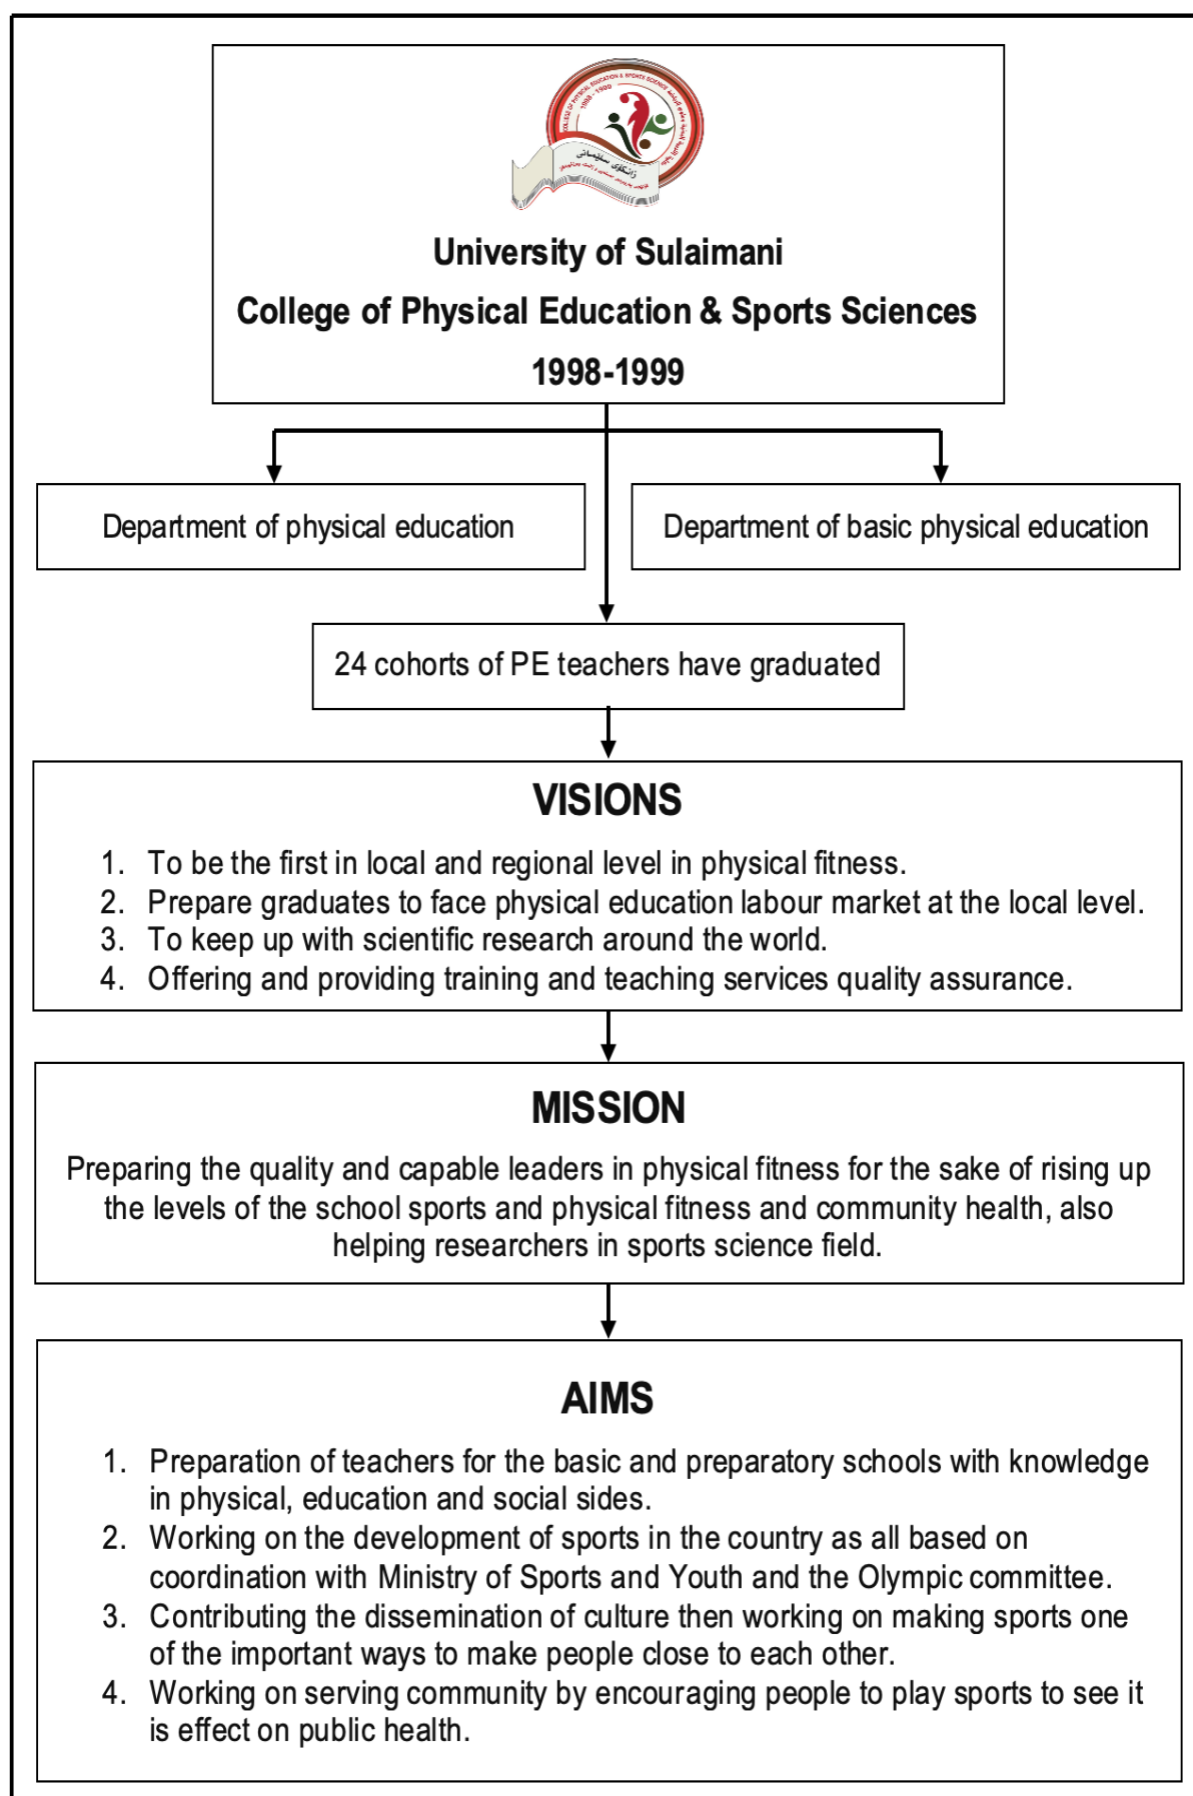 COLLEGE OF PHYSICAL EDUCATION & SPORTS SCIENCE
1998 - 1999
زانکۆی سلێمانی
University of Sulaimani
College of Physical Education & Sports Sciences
1998-1999
Department of physical education
Department of basic physical education
24 cohorts of PE teachers have graduated
VISIONS
1. To be the first in local and regional level in physical fitness.
2. Prepare graduates to face physical education labour market at the local level.
3. To keep up with scientific research around the world.
4. Offering and providing training and teaching services quality assurance.
MISSION
Preparing the quality and capable leaders in physical fitness for the sake of rising up
the levels of the school sports and physical fitness and community health, also
helping researchers in sports science field.
AIMS
1. Preparation of teachers for the basic and preparatory schools with knowledge
in physical, education and social sides.
2. Working on the development of sports in the country as all based on
coordination with Ministry of Sports and Youth and the Olympic committee.
3. Contributing the dissemination of culture then working on making sports one
of the important ways to make people close to each other.
4. Working on serving community by encouraging people to play sports to see it
is effect on public health.